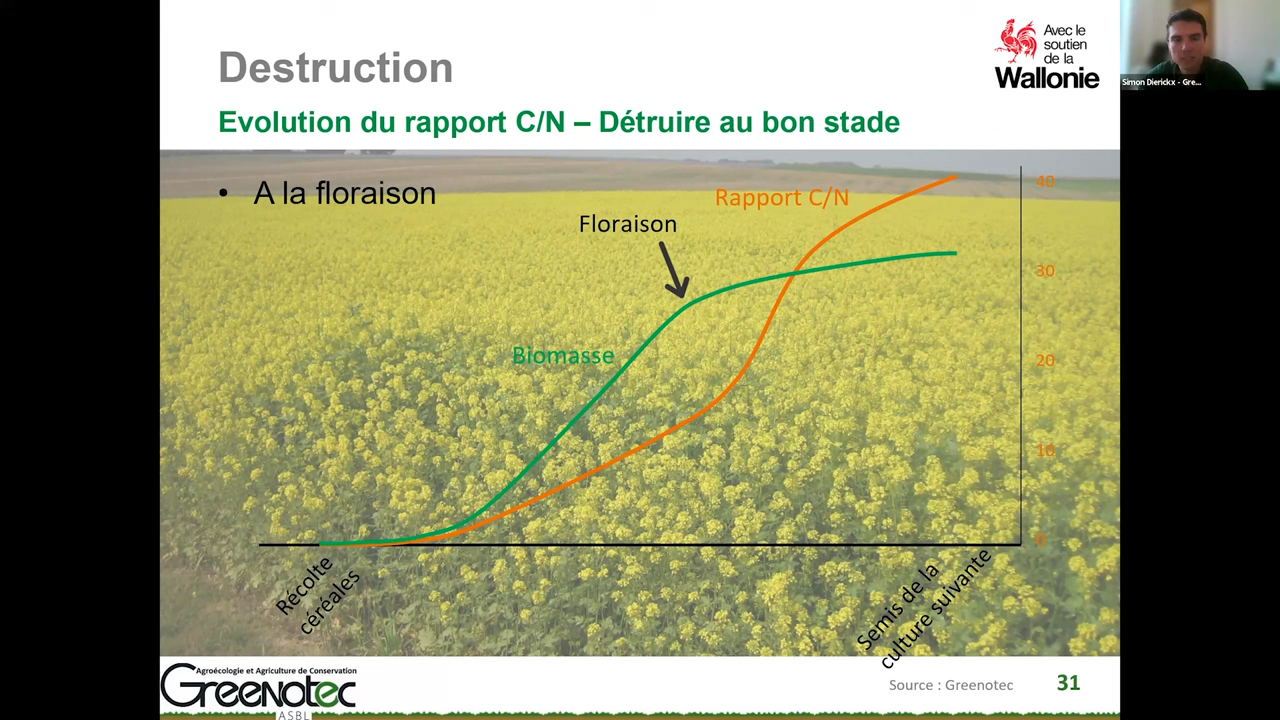 Destruction
Avec le
soutien
de la
Wallonie
Simon Dierickx - Gre...
Evolution du rapport C/N – Détruire au bon stade
• A la floraison
Rapport C/N
Floraison
Biomasse
40
30
20
10
0
Récolte
céréales
Semis de la
culture suivante
Agroécologie et Agriculture de Conservation
Greenotec
ASBL
Source : Greenotec
31